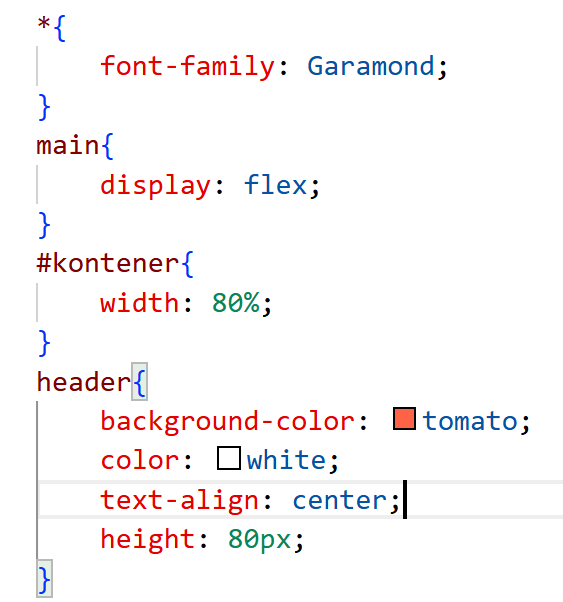 *{
    font-family: Garamond;
}
main{
    display: flex;
}
#kontener{
    width: 80%;
}
header{
    background-color: tomato;
    color: white;
    text-align: center;
    height: 80px;
}